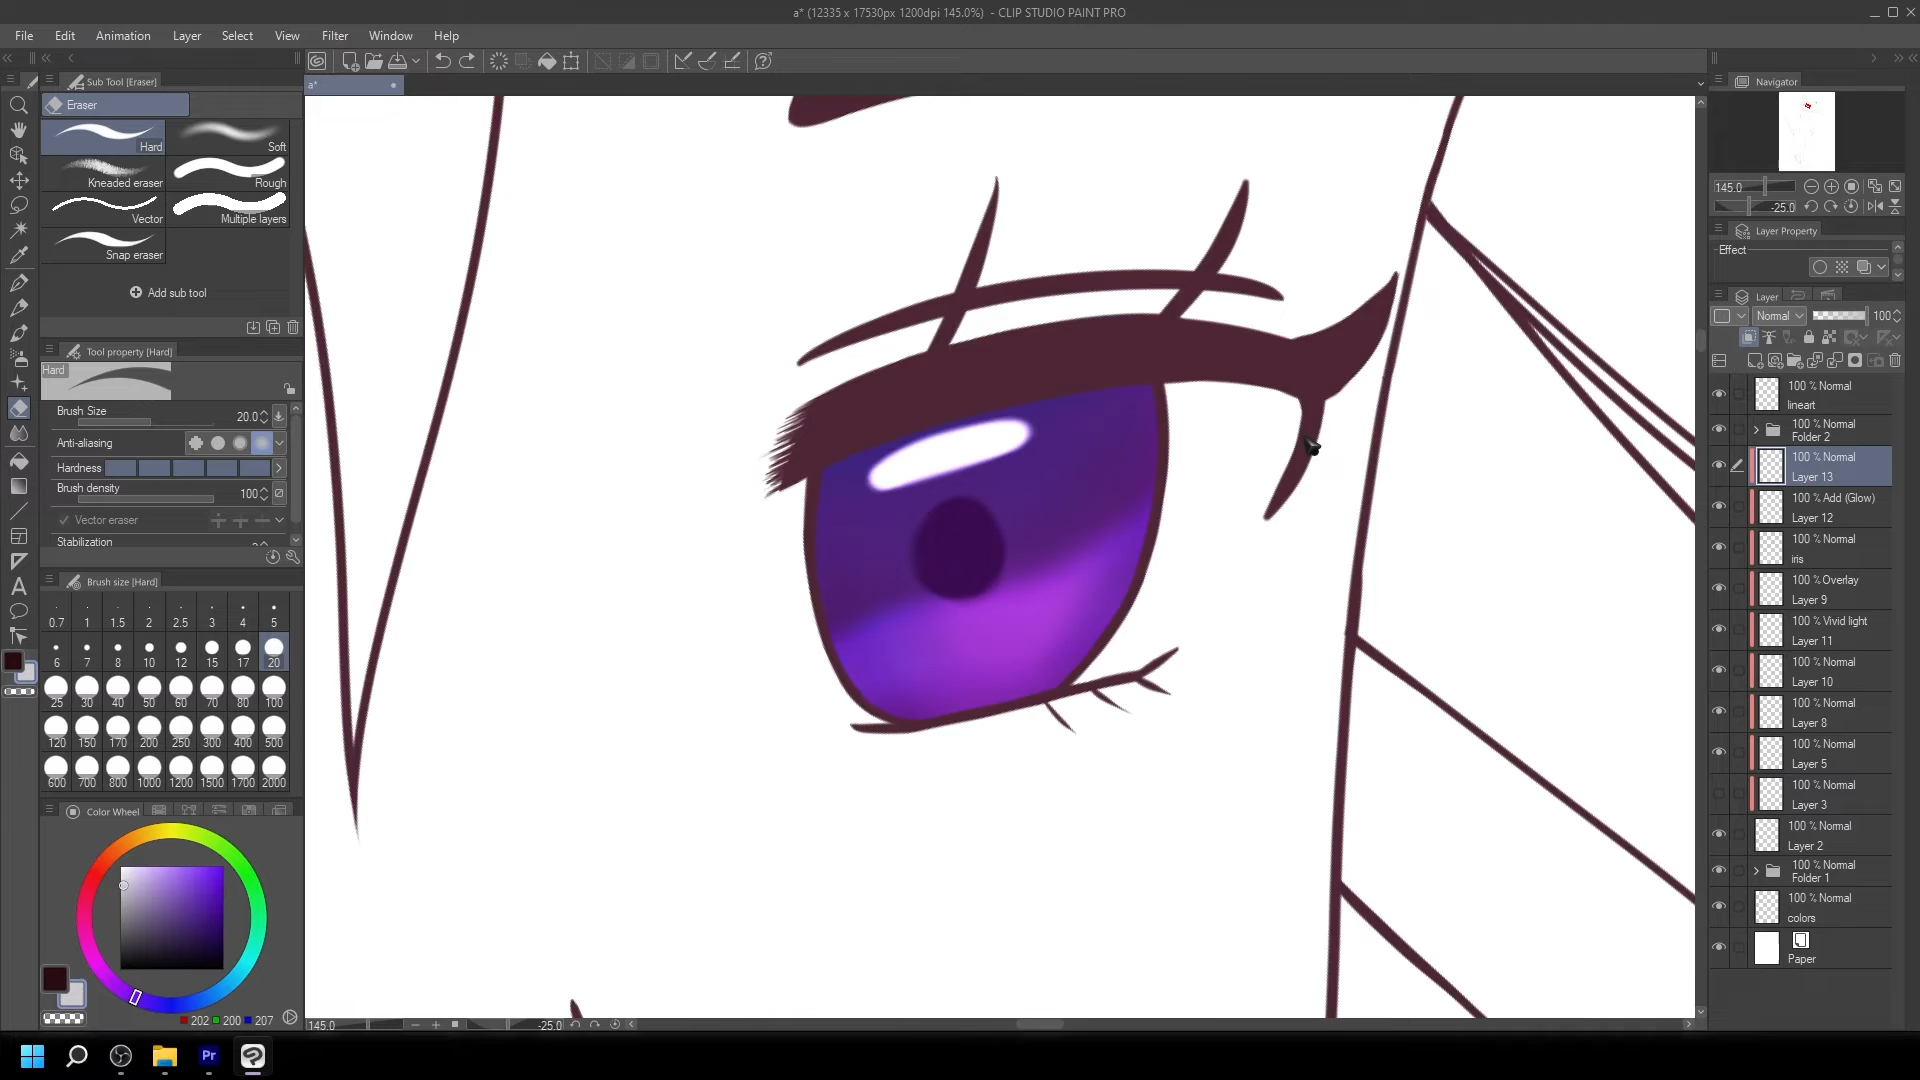 a* (12335 x 17530px 1200dpi 145.0%) - CLIP STUDIO PAINT PRO
File Edit Animation Layer Select View Filter Window Help
Sub Tool [Eraser]
a*
Eraser
Hard
Soft
Kneaded eraser
Rough
Vector
Multiple layers
Snap eraser
Add sub tool
Tool property [Hard]
Hard
Brush Size 20.0
Anti-aliasing
Hardness
Brush density 100
Vector eraser
Stabilization
Brush size [Hard]
0.7 1 1.5 2 2.5 3 4 5
6 7 8 10 12 15 17 20
25 30 40 50 60 70 80 100
120 150 170 200 250 300 400 500
600 700 800 1000 1200 1500 1700 2000
Color Wheel
202 200 207
145.0 -25.0
Navigator
145.0
-25.0
Layer Property
Effect
Layer
Normal 100
100 % Normal
lineart
100 % Normal
Folder 2
100 % Normal
Layer 13
100 % Add (Glow)
Layer 12
100 % Normal
iris
100 % Overlay
Layer 9
100 % Vivid light
Layer 11
100 % Normal
Layer 10
100 % Normal
Layer 8
100 % Normal
Layer 5
100 % Normal
Layer 3
100 % Normal
Layer 2
100 % Normal
Folder 1
100 % Normal
colors
Paper
Pr